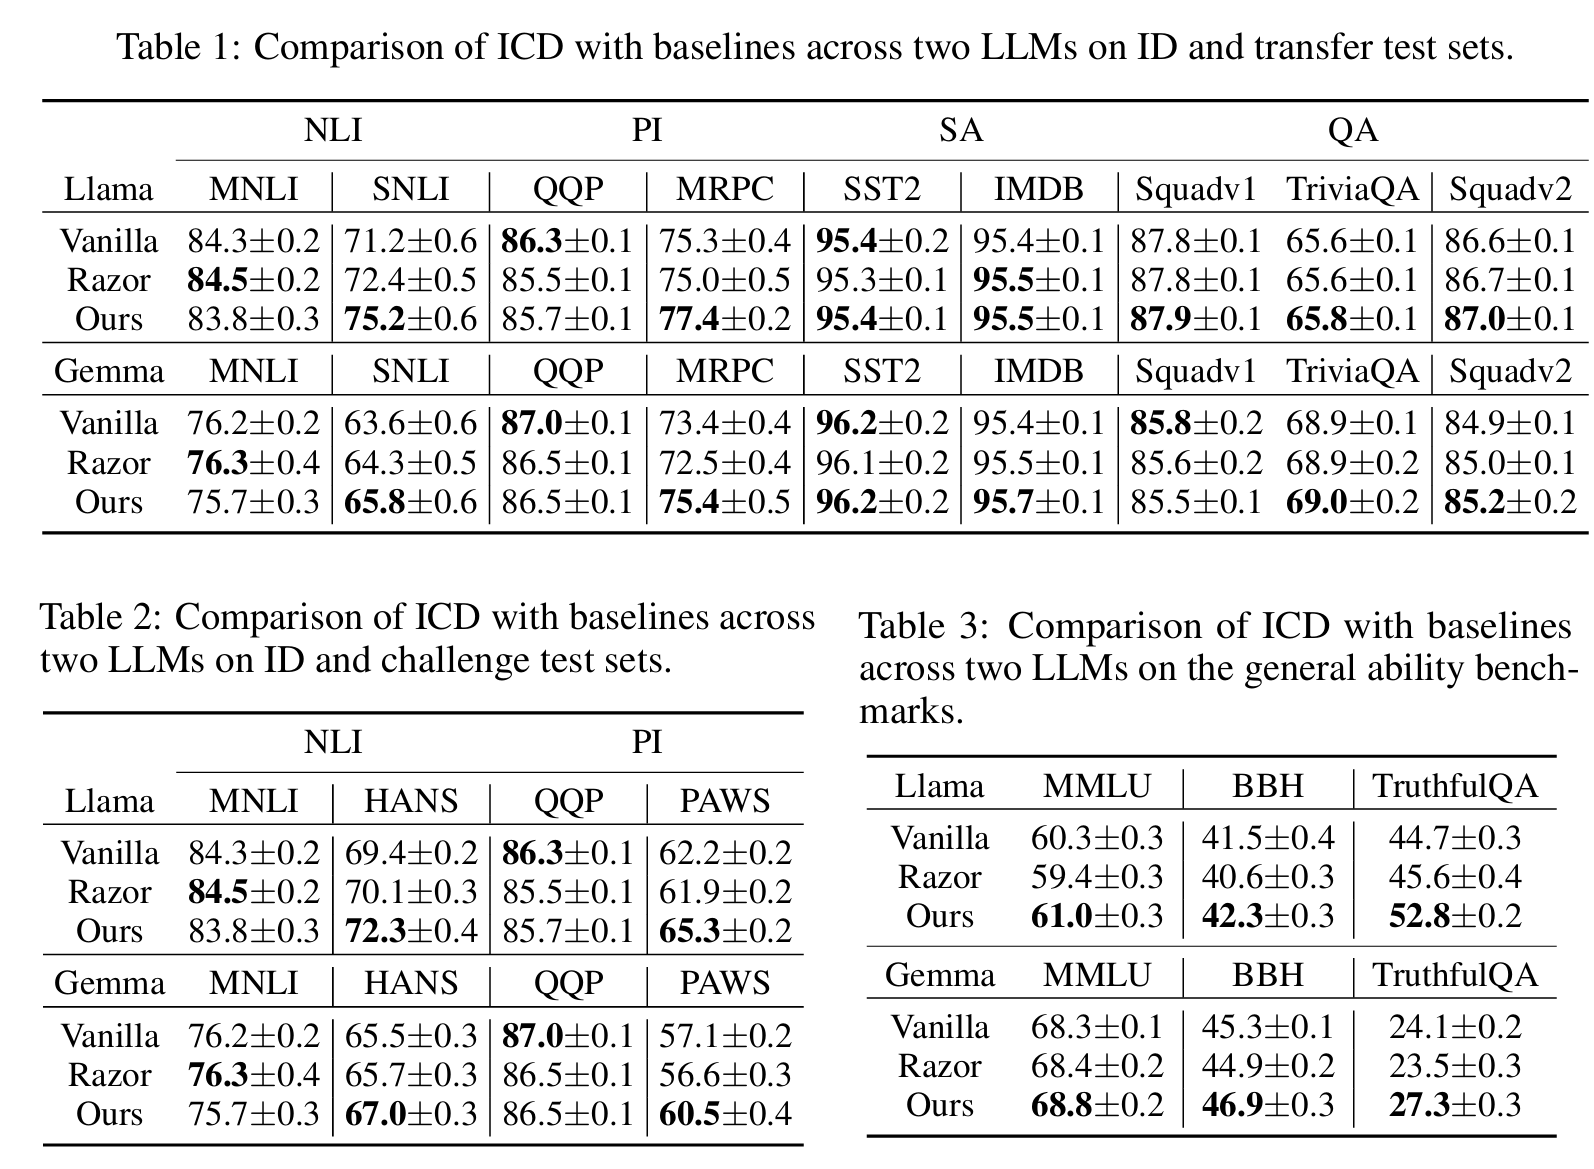 Table 1: Comparison of ICD with baselines across two LLMs on ID and transfer test sets.
NLI PI SA QA
Llama MNLI SNLI QQP MRPC SST2 IMDB Squadv1 TriviaQA Squadv2
Vanilla 84.3±0.2 71.2±0.6 86.3±0.1 75.3±0.4 95.4±0.2 95.4±0.1 87.8±0.1 65.6±0.1 86.6±0.1
Razor 84.5±0.2 72.4±0.5 85.5±0.1 75.0±0.5 95.3±0.1 95.5±0.1 87.8±0.1 65.6±0.1 86.7±0.1
Ours 83.8±0.3 75.2±0.6 85.7±0.1 77.4±0.2 95.4±0.1 95.5±0.1 87.9±0.1 65.8±0.1 87.0±0.1
Gemma MNLI SNLI QQP MRPC SST2 IMDB Squadv1 TriviaQA Squadv2
Vanilla 76.2±0.2 63.6±0.6 87.0±0.1 73.4±0.4 96.2±0.2 95.4±0.1 85.8±0.2 68.9±0.1 84.9±0.1
Razor 76.3±0.4 64.3±0.5 86.5±0.1 72.5±0.4 96.1±0.2 95.5±0.1 85.6±0.2 68.9±0.2 85.0±0.1
Ours 75.7±0.3 65.8±0.6 86.5±0.1 75.4±0.5 96.2±0.2 95.7±0.1 85.5±0.1 69.0±0.2 85.2±0.2
Table 2: Comparison of ICD with baselines across
two LLMs on ID and challenge test sets.
NLI PI
Llama MNLI HANS QQP PAWS
Vanilla 84.3±0.2 69.4±0.2 86.3±0.1 62.2±0.2
Razor 84.5±0.2 70.1±0.3 85.5±0.1 61.9±0.2
Ours 83.8±0.3 72.3±0.4 85.7±0.1 65.3±0.2
Gemma MNLI HANS QQP PAWS
Vanilla 76.2±0.2 65.5±0.3 87.0±0.1 57.1±0.2
Razor 76.3±0.4 65.7±0.3 86.5±0.1 56.6±0.3
Ours 75.7±0.3 67.0±0.3 86.5±0.1 60.5±0.4
Table 3: Comparison of ICD with baselines
across two LLMs on the general ability bench-
marks.
Llama MMLU BBH TruthfulQA
Vanilla 60.3±0.3 41.5±0.4 44.7±0.3
Razor 59.4±0.3 40.6±0.3 45.6±0.4
Ours 61.0±0.3 42.3±0.3 52.8±0.2
Gemma MMLU BBH TruthfulQA
Vanilla 68.3±0.1 45.3±0.1 24.1±0.2
Razor 68.4±0.2 44.9±0.2 23.5±0.3
Ours 68.8±0.2 46.9±0.3 27.3±0.3